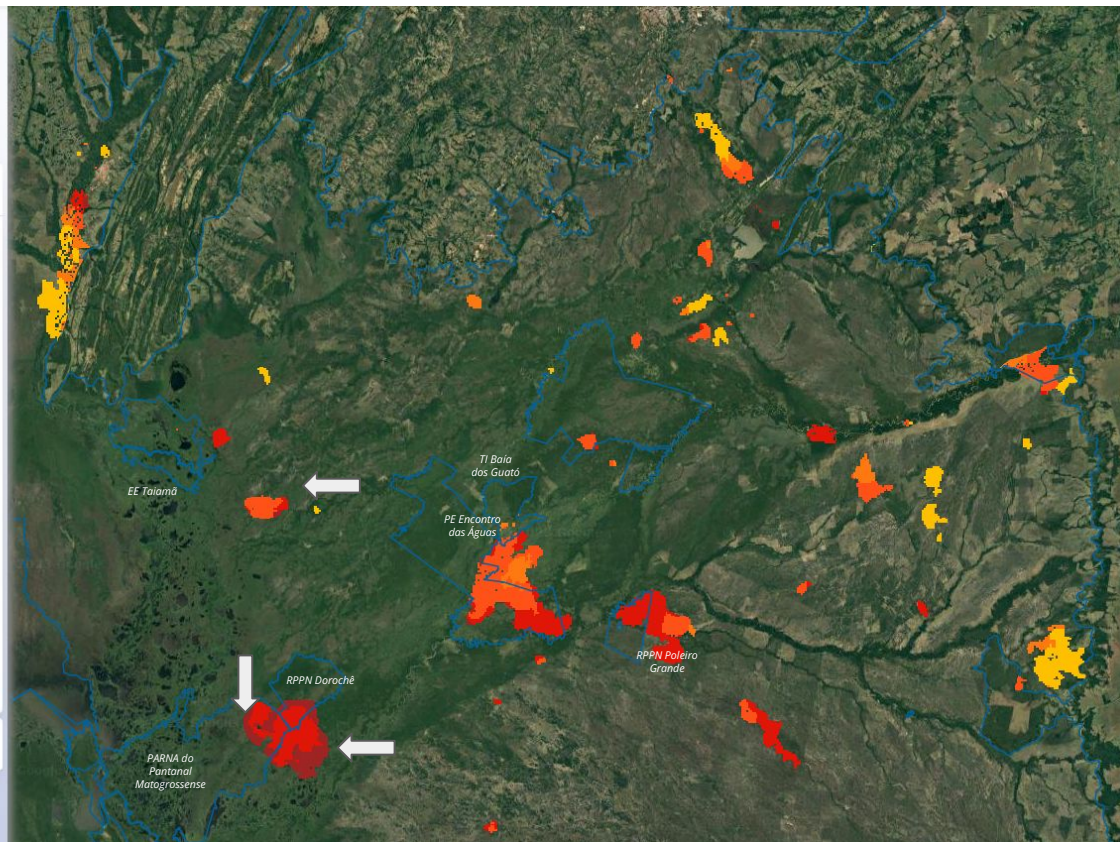 TI Baía
dos Guató
EE Taiamã
PE Encontro
das Águas
RPPN Poleiro
Grande
RPPN Dorochê
PARNA do
Pantanal
Matogrossense